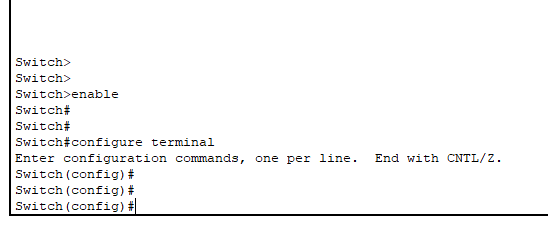 Switch>
Switch>
Switch>enable
Switch#
Switch#
Switch#configure terminal
Enter configuration commands, one per line.  End with CNTL/Z.
Switch(config)#
Switch(config)#
Switch(config)#